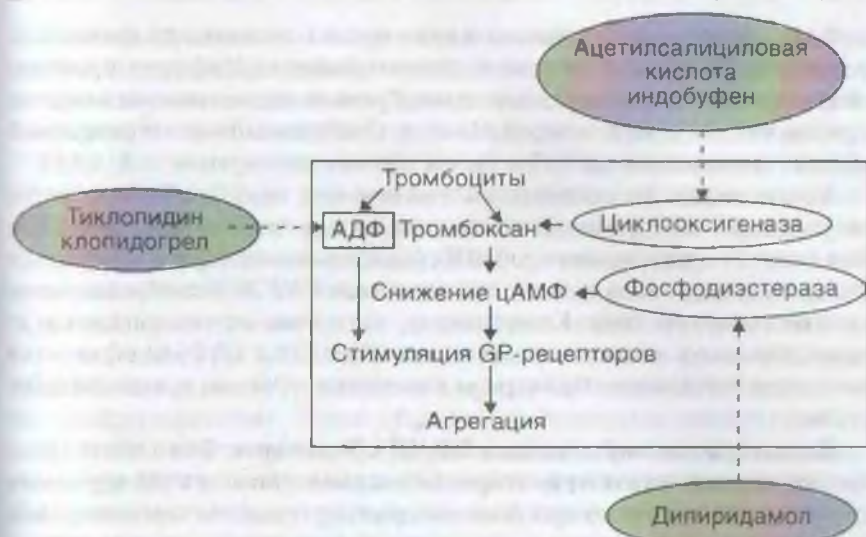 Ацетилсалициловая
кислота
индобуфен
Тромбоциты
Тиклопидин
клопидогрел
АДФ Тромбоксан
Циклооксигеназа
Снижение цАМФ
Фосфодиэстераза
Стимуляция GP-рецепторов
Агрегация
Дипиридамол